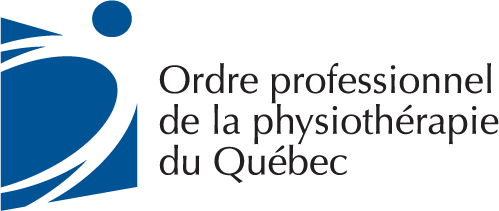 Ordre professionnel
de la physiothérapie
du Québec